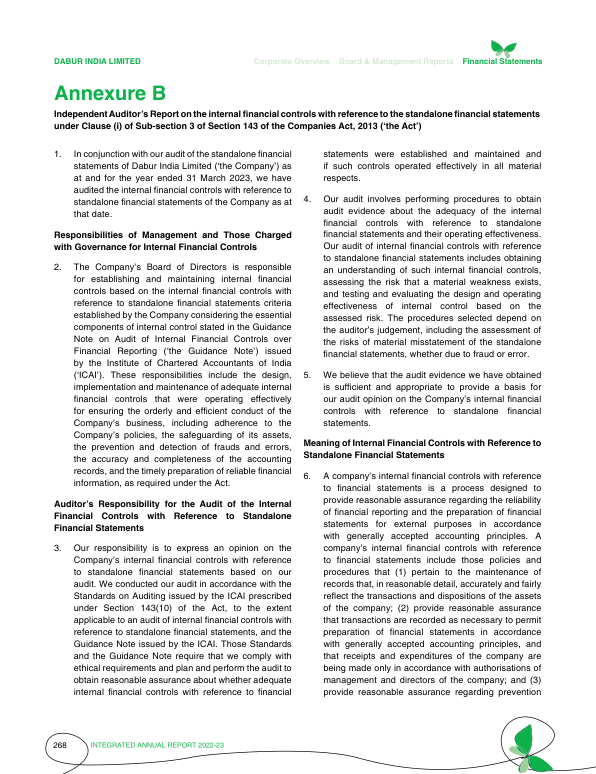 DABUR INDIA LIMITED
Corporate Overview Board & Management Reports Financial Statements
Annexure B
Independent Auditor's Report on the internal financial controls with reference to the standalone financial statements
under Clause (i) of Sub-section 3 of Section 143 of the Companies Act, 2013 ('the Act')
1. In conjunction with our audit of the standalone financial
statements of Dabur India Limited ('the Company') as
at and for the year ended 31 March 2023, we have
audited the internal financial controls with reference to
standalone financial statements of the Company as at
that date.
Responsibilities of Management and Those Charged
with Governance for Internal Financial Controls
2. The Company's Board of Directors is responsible
for establishing and maintaining internal financial
controls based on the internal financial controls with
reference to standalone financial statements criteria
established by the Company considering the essential
components of internal control stated in the Guidance
Note on Audit of Internal Financial Controls over
Financial Reporting ('the Guidance Note') issued
by the Institute of Chartered Accountants of India
('ICAI'). These responsibilities include the design,
implementation and maintenance of adequate internal
financial controls that were operating effectively
for ensuring the orderly and efficient conduct of the
Company's business, including adherence to the
Company's policies, the safeguarding of its assets,
the prevention and detection of frauds and errors,
the accuracy and completeness of the accounting
records, and the timely preparation of reliable financial
information, as required under the Act.
Auditor's Responsibility for the Audit of the Internal
Financial Controls with Reference to Standalone
Financial Statements
3. Our responsibility is to express an opinion on the
Company's internal financial controls with reference
to standalone financial statements based on our
audit. We conducted our audit in accordance with the
Standards on Auditing issued by the ICAI prescribed
under Section 143(10) of the Act, to the extent
applicable to an audit of internal financial controls with
reference to standalone financial statements, and the
Guidance Note issued by the ICAI. Those Standards
and the Guidance Note require that we comply with
ethical requirements and plan and perform the audit to
obtain reasonable assurance about whether adequate
internal financial controls with reference to financial
statements were established and maintained and
if such controls operated effectively in all material
respects.
4. Our audit involves performing procedures to obtain
audit evidence about the adequacy of the internal
financial controls with reference to standalone
financial statements and their operating effectiveness.
Our audit of internal financial controls with reference
to standalone financial statements includes obtaining
an understanding of such internal financial controls,
assessing the risk that a material weakness exists,
and testing and evaluating the design and operating
effectiveness of internal control based on the
assessed risk. The procedures selected depend on
the auditor's judgement, including the assessment of
the risks of material misstatement of the standalone
financial statements, whether due to fraud or error.
5. We believe that the audit evidence we have obtained
is sufficient and appropriate to provide a basis for
our audit opinion on the Company's internal financial
controls with reference to standalone financial
statements.
Meaning of Internal Financial Controls with Reference to
Standalone Financial Statements
6. A company's internal financial controls with reference
to financial statements is a process designed to
provide reasonable assurance regarding the reliability
of financial reporting and the preparation of financial
statements for external purposes in accordance
with generally accepted accounting principles. A
company's internal financial controls with reference
to financial statements include those policies and
procedures that (1) pertain to the maintenance of
records that, in reasonable detail, accurately and fairly
reflect the transactions and dispositions of the assets
of the company; (2) provide reasonable assurance
that transactions are recorded as necessary to permit
preparation of financial statements in accordance
with generally accepted accounting principles, and
that receipts and expenditures of the company are
being made only in accordance with authorisations of
management and directors of the company; and (3)
provide reasonable assurance regarding prevention
268 INTEGRATED ANNUAL REPORT 2022-23